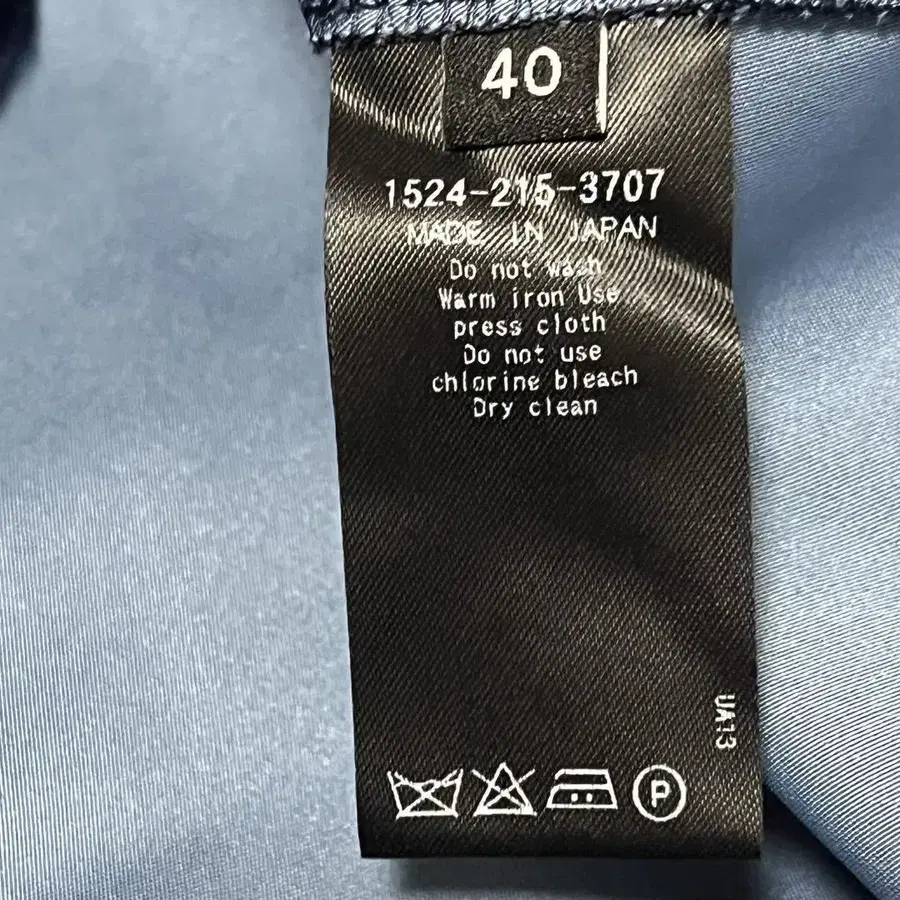 40
1524-215-3707
MADE IN JAPAN
Do not wash
Warm iron Use
press cloth
Do not use
chlorine bleach
Dry clean
UA13
P